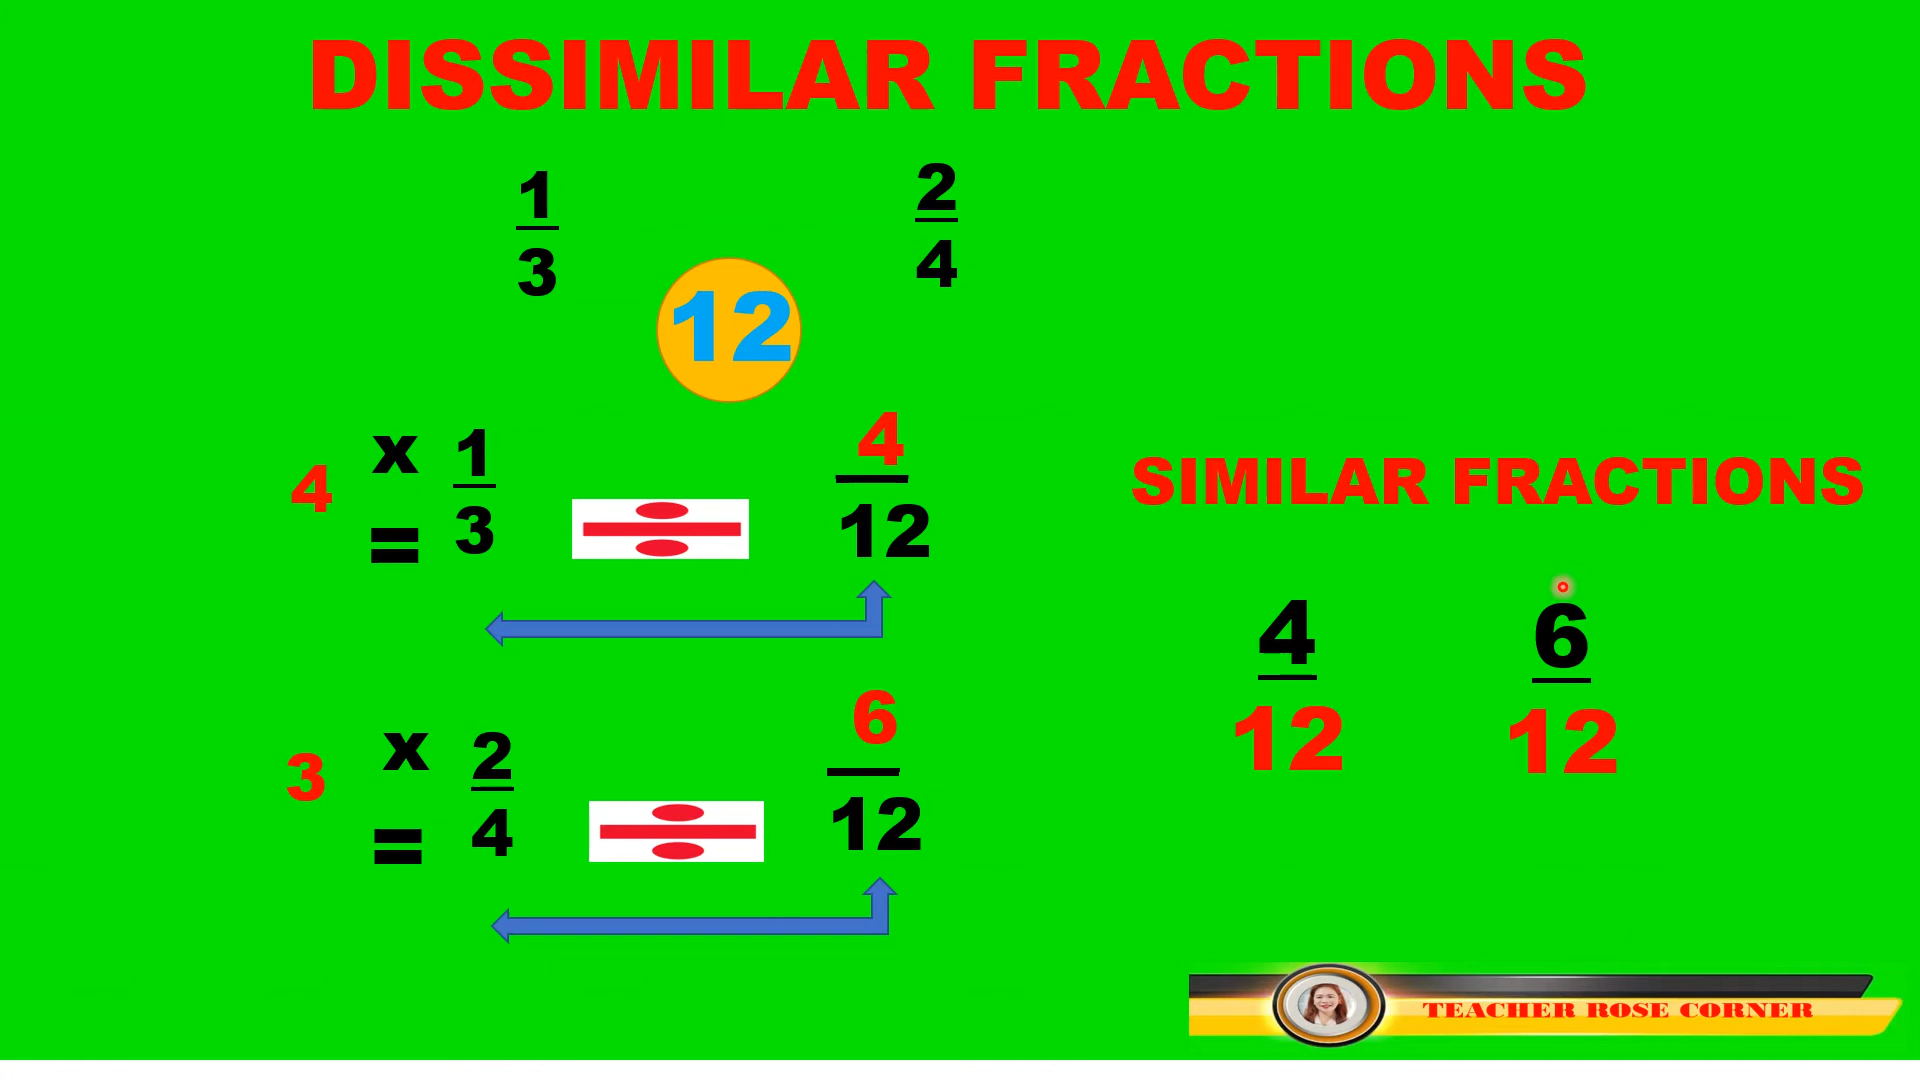 DISSIMILAR FRACTIONS
1
3
2
4
12
4 x 1
= 3 ÷ 4
12
3 x 2
= 4 ÷ 6
12
SIMILAR FRACTIONS
4
12
6
12
TEACHER ROSE CORNER